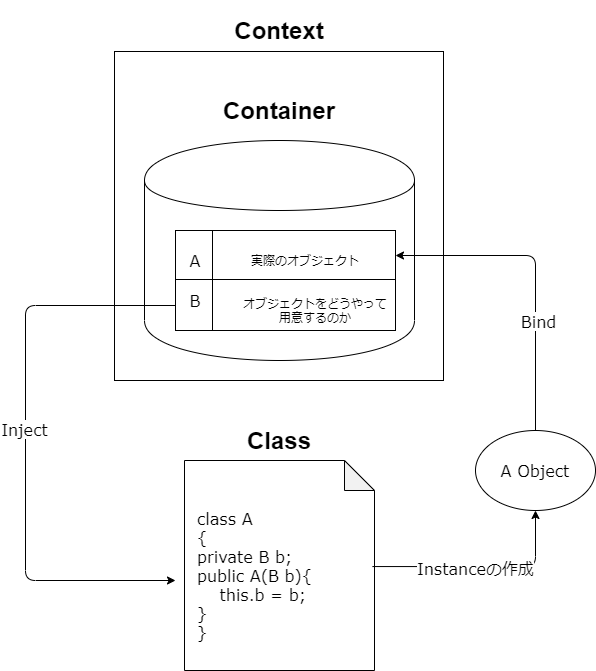 Context
Container
A
実際のオブジェクト
B
オブジェクトをどうやって
用意するのか
Bind
Inject
Class
A Object
class A
{
private B b;
public A(B b){
this.b = b;
}
}
Instanceの作成